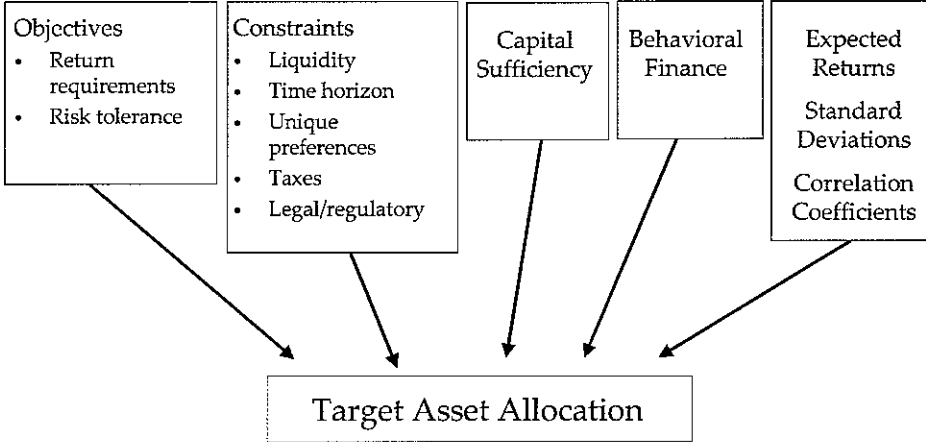 Objectives
• Return
requirements
• Risk tolerance
Constraints
• Liquidity
• Time horizon
• Unique
preferences
• Taxes
• Legal/regulatory
Capital
Sufficiency
Behavioral
Finance
Expected
Returns
Standard
Deviations
Correlation
Coefficients
Target Asset Allocation